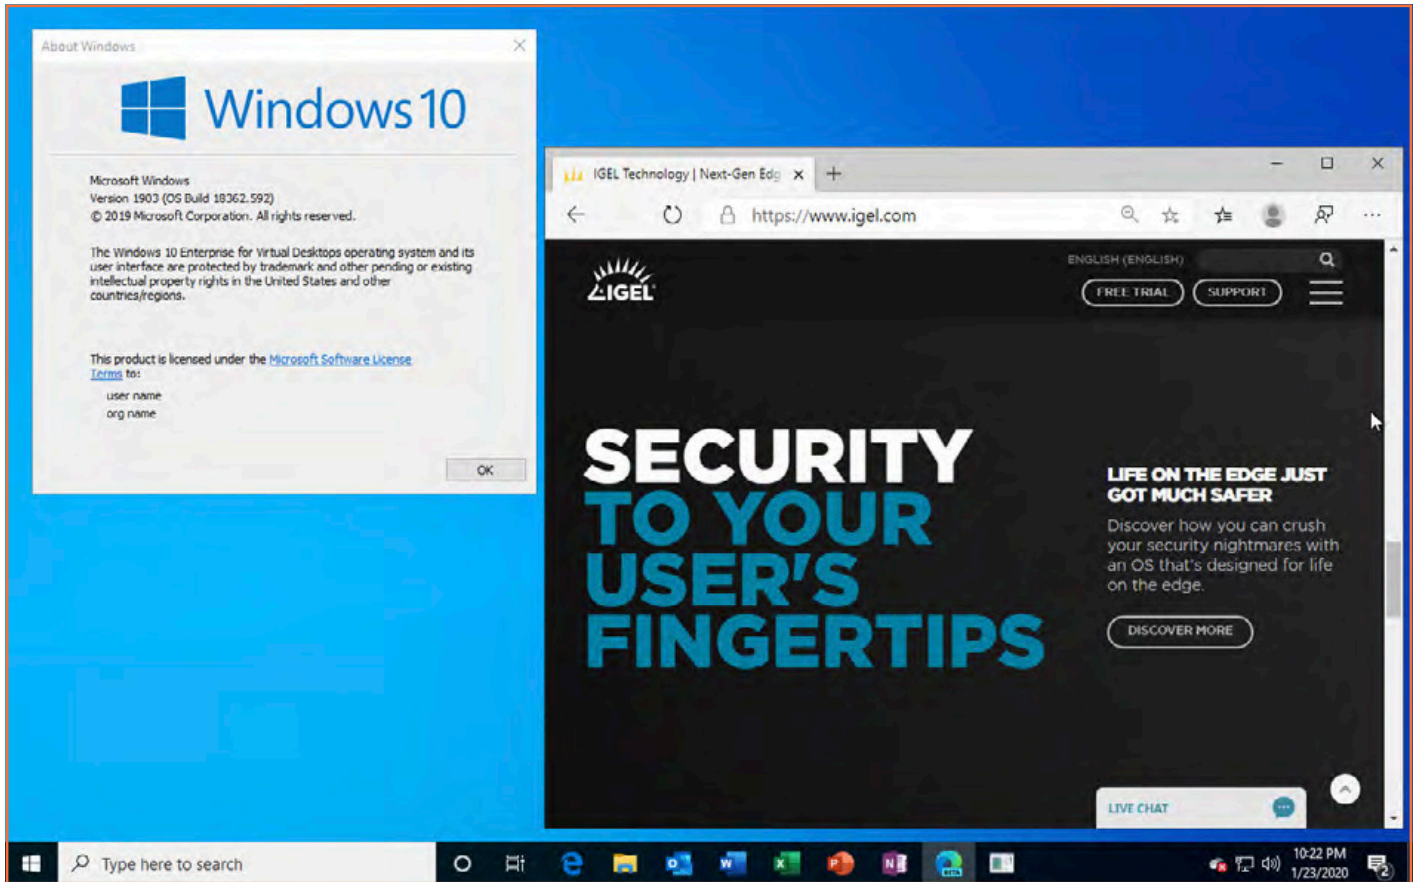 About Windows
Windows 10
Microsoft Windows
Version 1903 (OS Build 18362.592)
© 2019 Microsoft Corporation. All rights reserved.
The Windows 10 Enterprise for Virtual Desktops operating system and its
user interface are protected by trademark and other pending or existing
intellectual property rights in the United States and other
countries/regions.
This product is licensed under the Microsoft Software License
Terms to:
user name
org name
OK
IGEL Technology | Next-Gen Edg
https://www.igel.com
IGEL
ENGLISH (ENGLISH)
FREE TRIAL
SUPPORT
SECURITY
TO YOUR
USER'S
FINGERTIPS
LIFE ON THE EDGE JUST
GOT MUCH SAFER
Discover how you can crush
your security nightmares with
an OS that's designed for life
on the edge.
DISCOVER MORE
LIVE CHAT
Type here to search
10:22 PM
1/23/2020
2